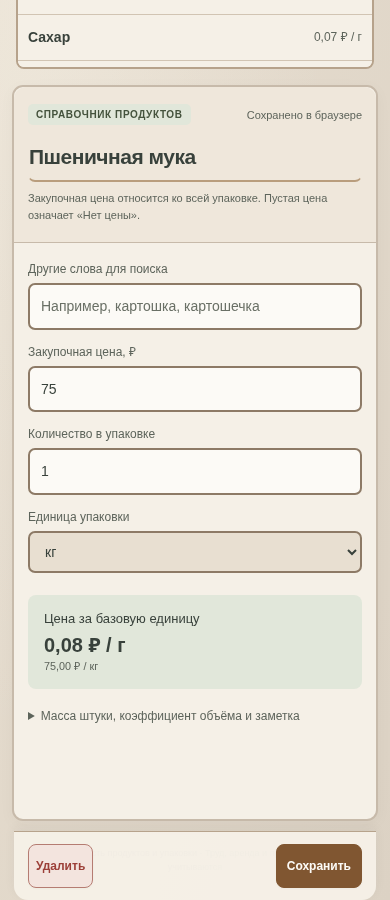 Сахар 0,07 ₽ / г
СПРАВОЧНИК ПРОДУКТОВ Сохранено в браузере
Пшеничная мука
Закупочная цена относится ко всей упаковке. Пустая цена
означает «Нет цены».
Другие слова для поиска
Например, картошка, картошечка
Закупочная цена, ₽
75
Количество в упаковке
1
Единица упаковки
кг
Цена за базовую единицу
0,08 ₽ / г
75,00 ₽ / кг
Масса штуки, коэффициент объёма и заметка
Удалить Сохранить